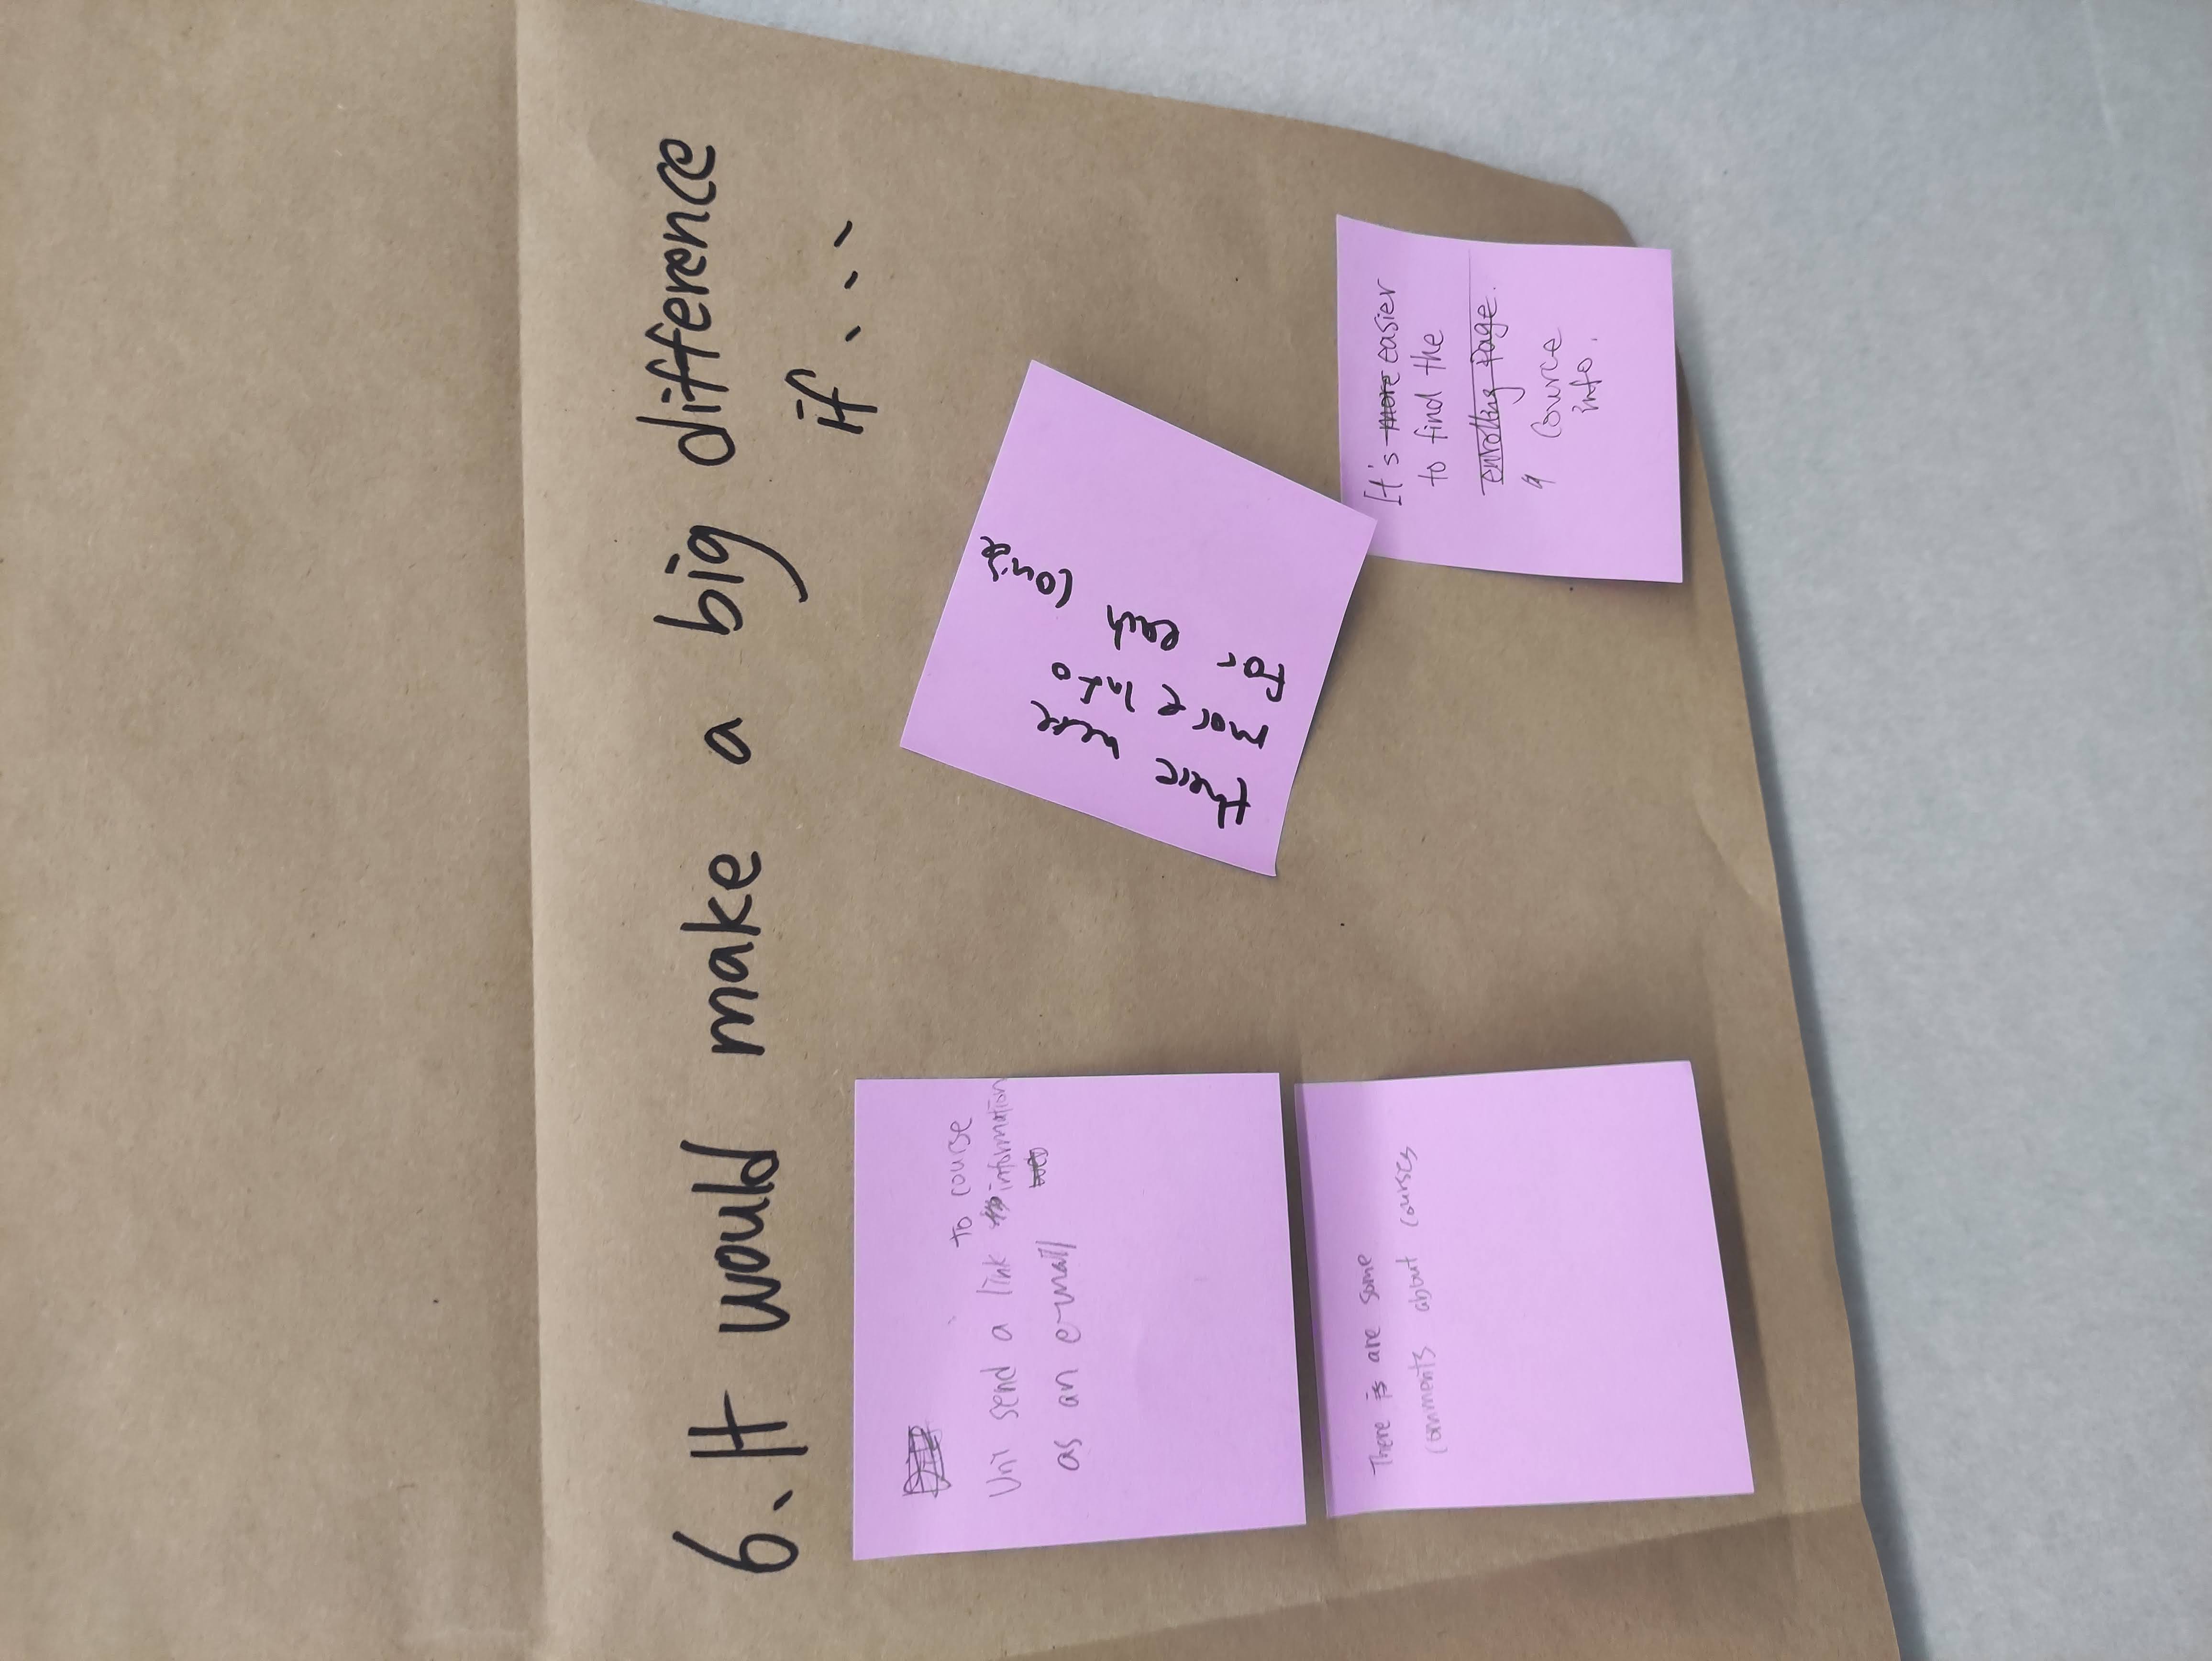 6. It would make a big difference
if...
to course
Uni send a link information
as an e-mail
there were
more info
for each course
There is are some
comments about courses
It's more easier
to find the
enrolling page.
Cource
info.